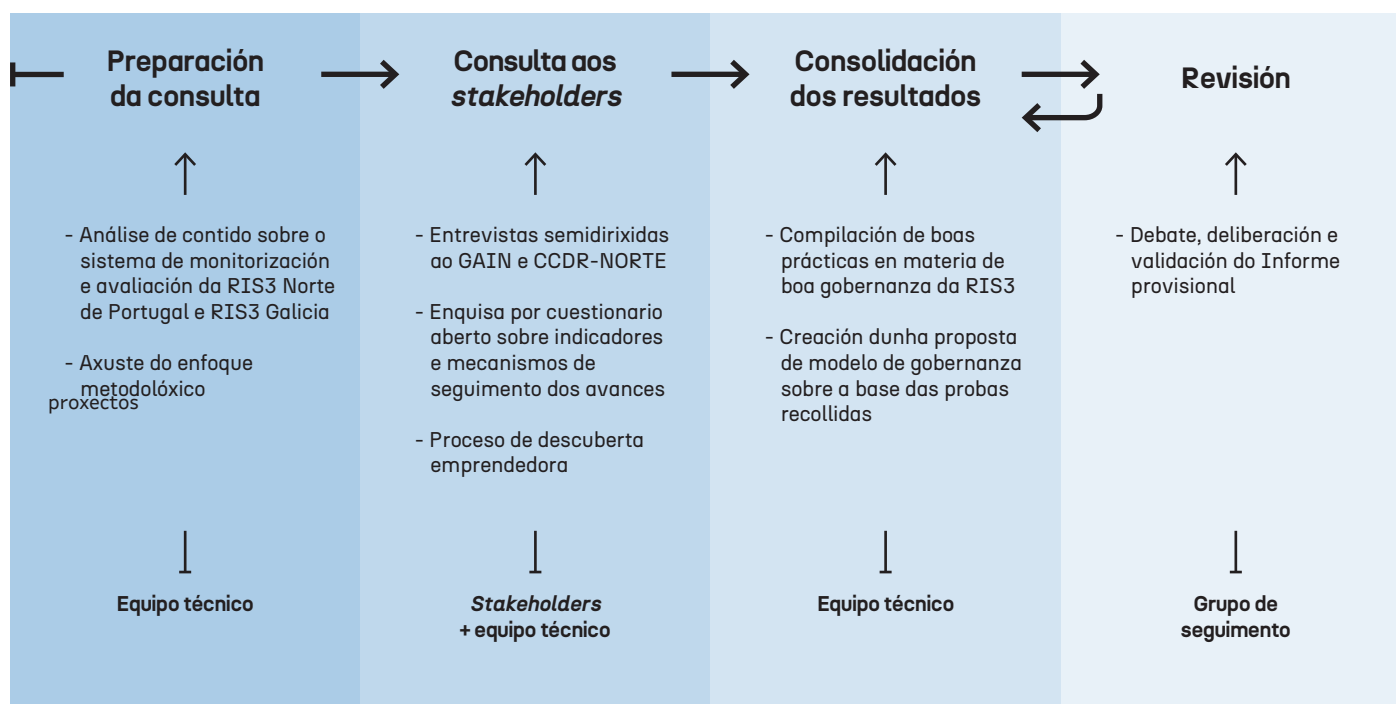 Preparación
da consulta
- Análise de contido sobre o
sistema de monitorización
e avaliación da RIS3 Norte
de Portugal e RIS3 Galicia
- Axuste do enfoque
metodolóxico
proxectos
Equipo técnico
Consulta aos
stakeholders
- Entrevistas semidirixidas
ao GAIN e CCDR-NORTE
- Enquisa por cuestionario
aberto sobre indicadores
e mecanismos de
seguimento dos avances
- Proceso de descuberta
emprendedora
Stakeholders
+ equipo técnico
Consolidación
dos resultados
- Compilación de boas
prácticas en materia de
boa gobernanza da RIS3
- Creación dunha proposta
de modelo de gobernanza
sobre a base das probas
recollidas
Equipo técnico
Revisión
- Debate, deliberación e
validación do Informe
provisional
Grupo de
seguimento